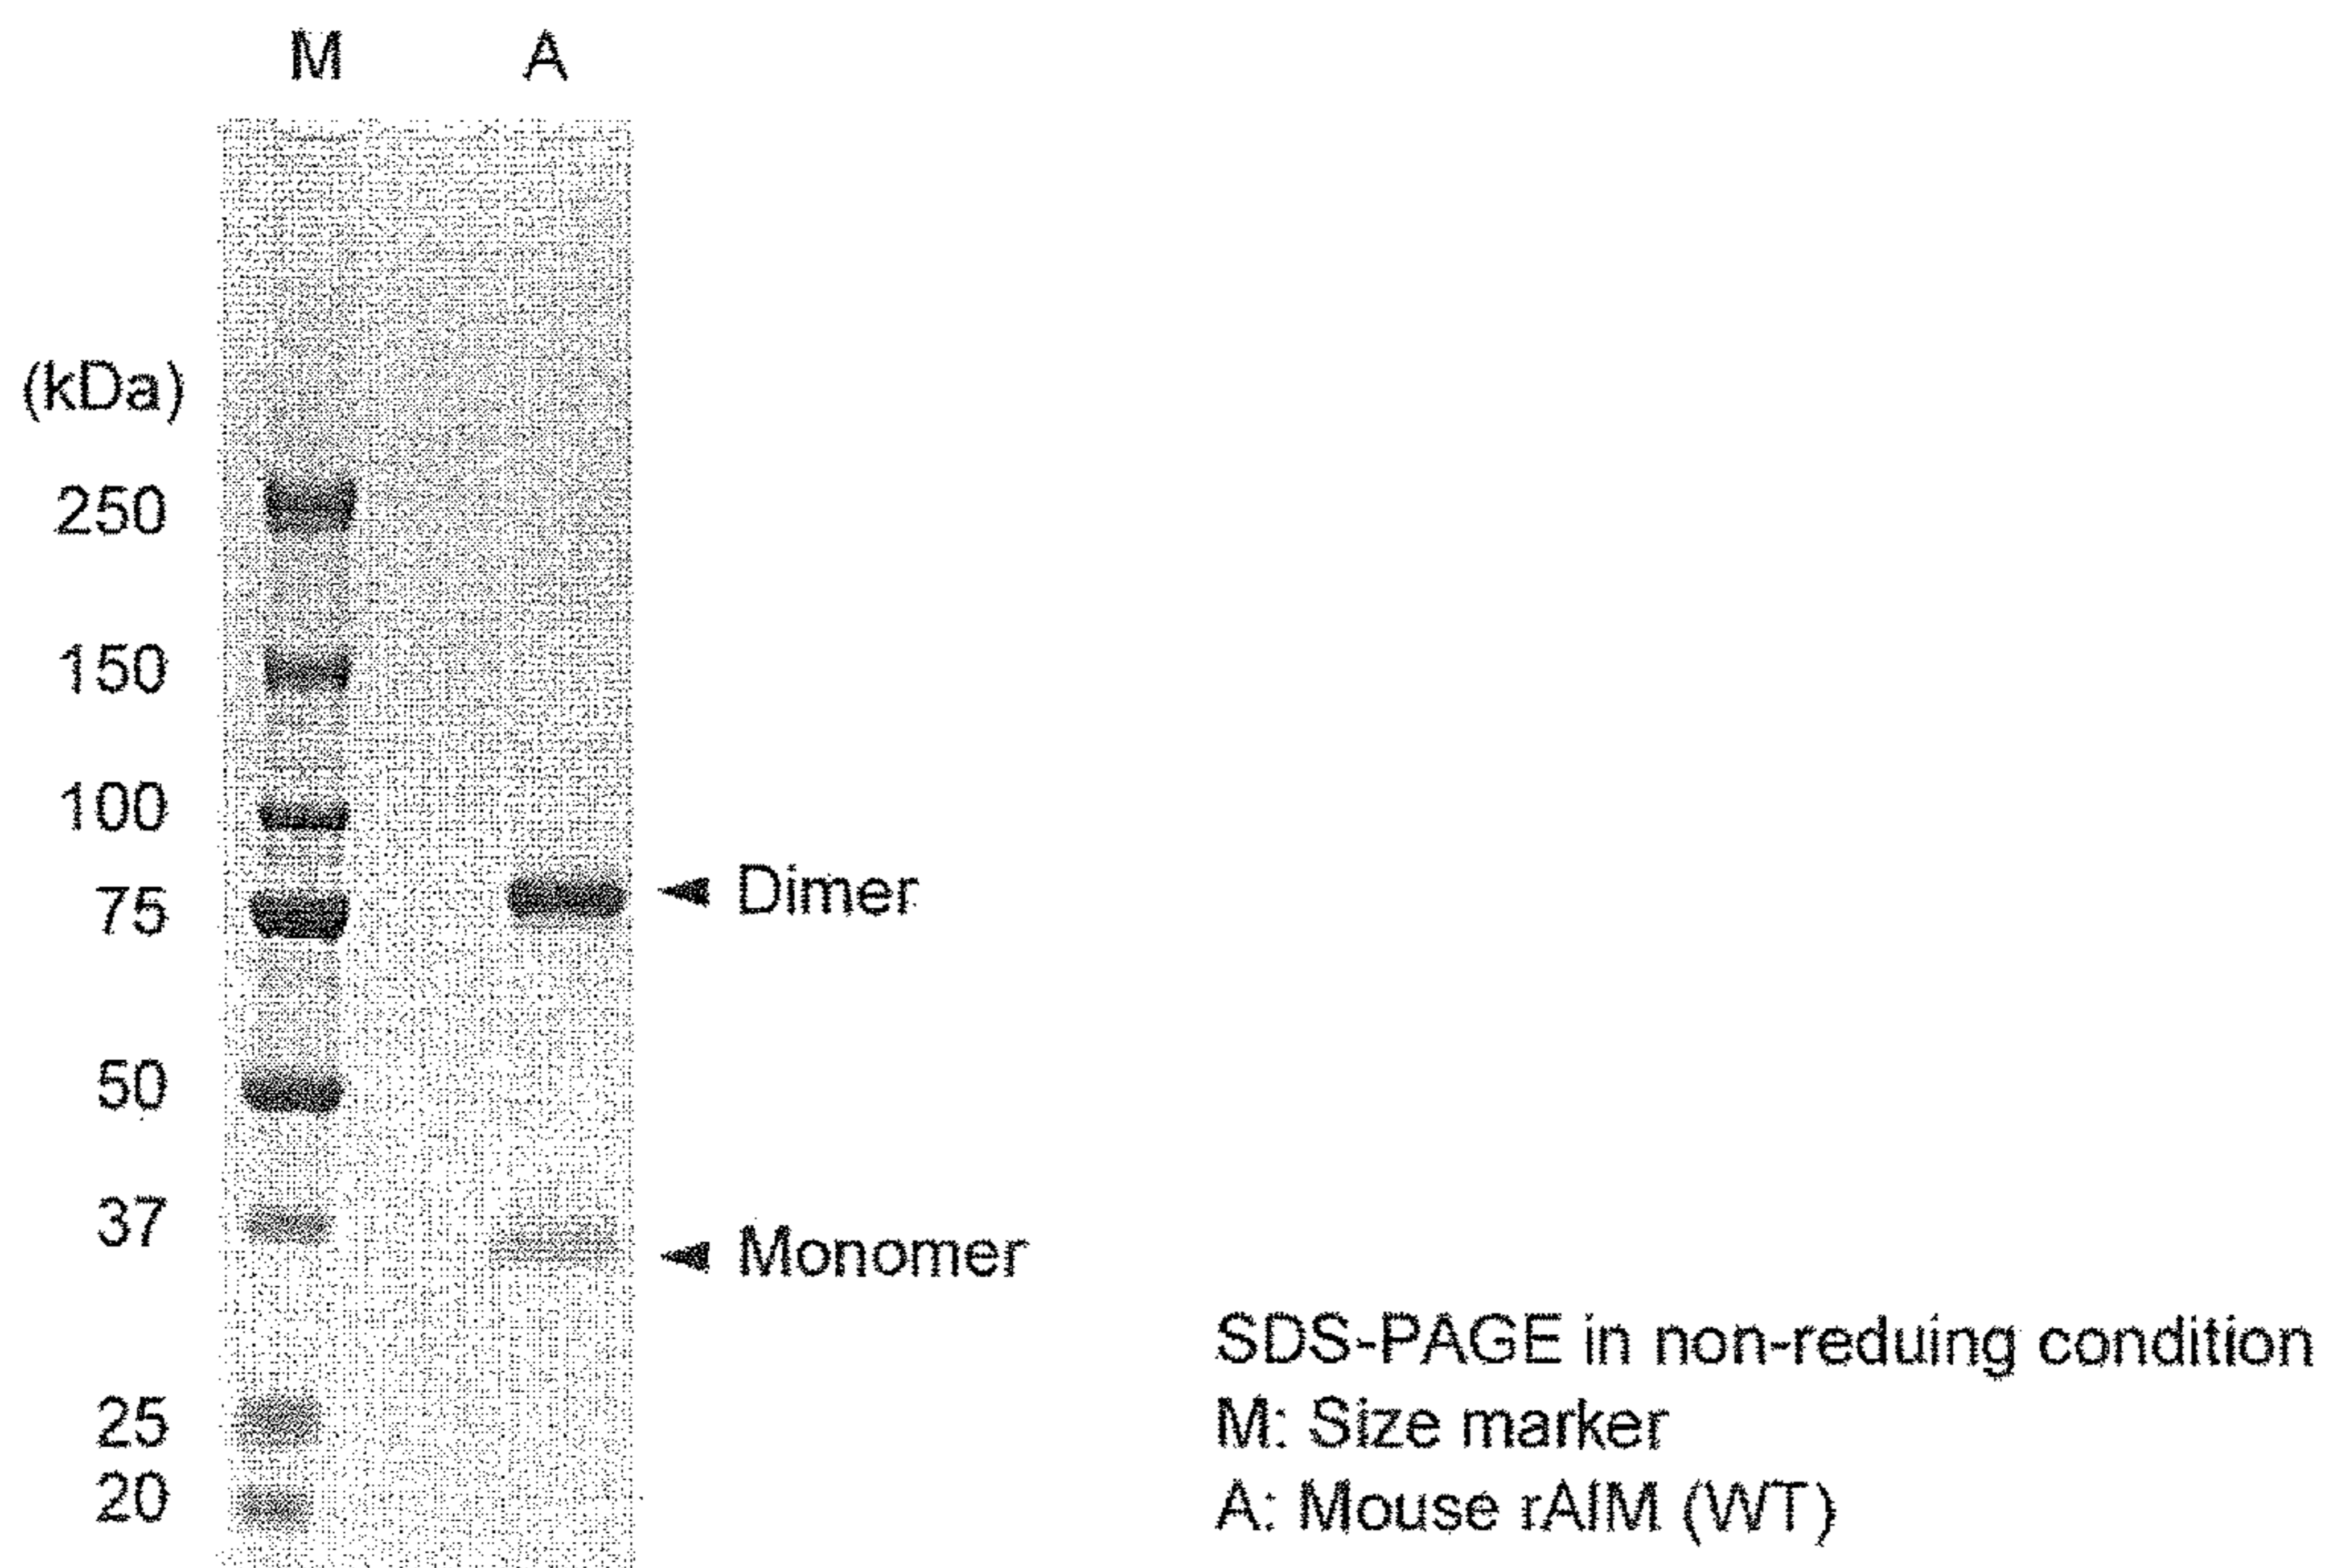 M A
(kDa)
250
150
100
75
Dimer
50
37
Monomer
25
20
SDS-PAGE in non-reduing condition
M: Size marker
A: Mouse rAIM (WT)